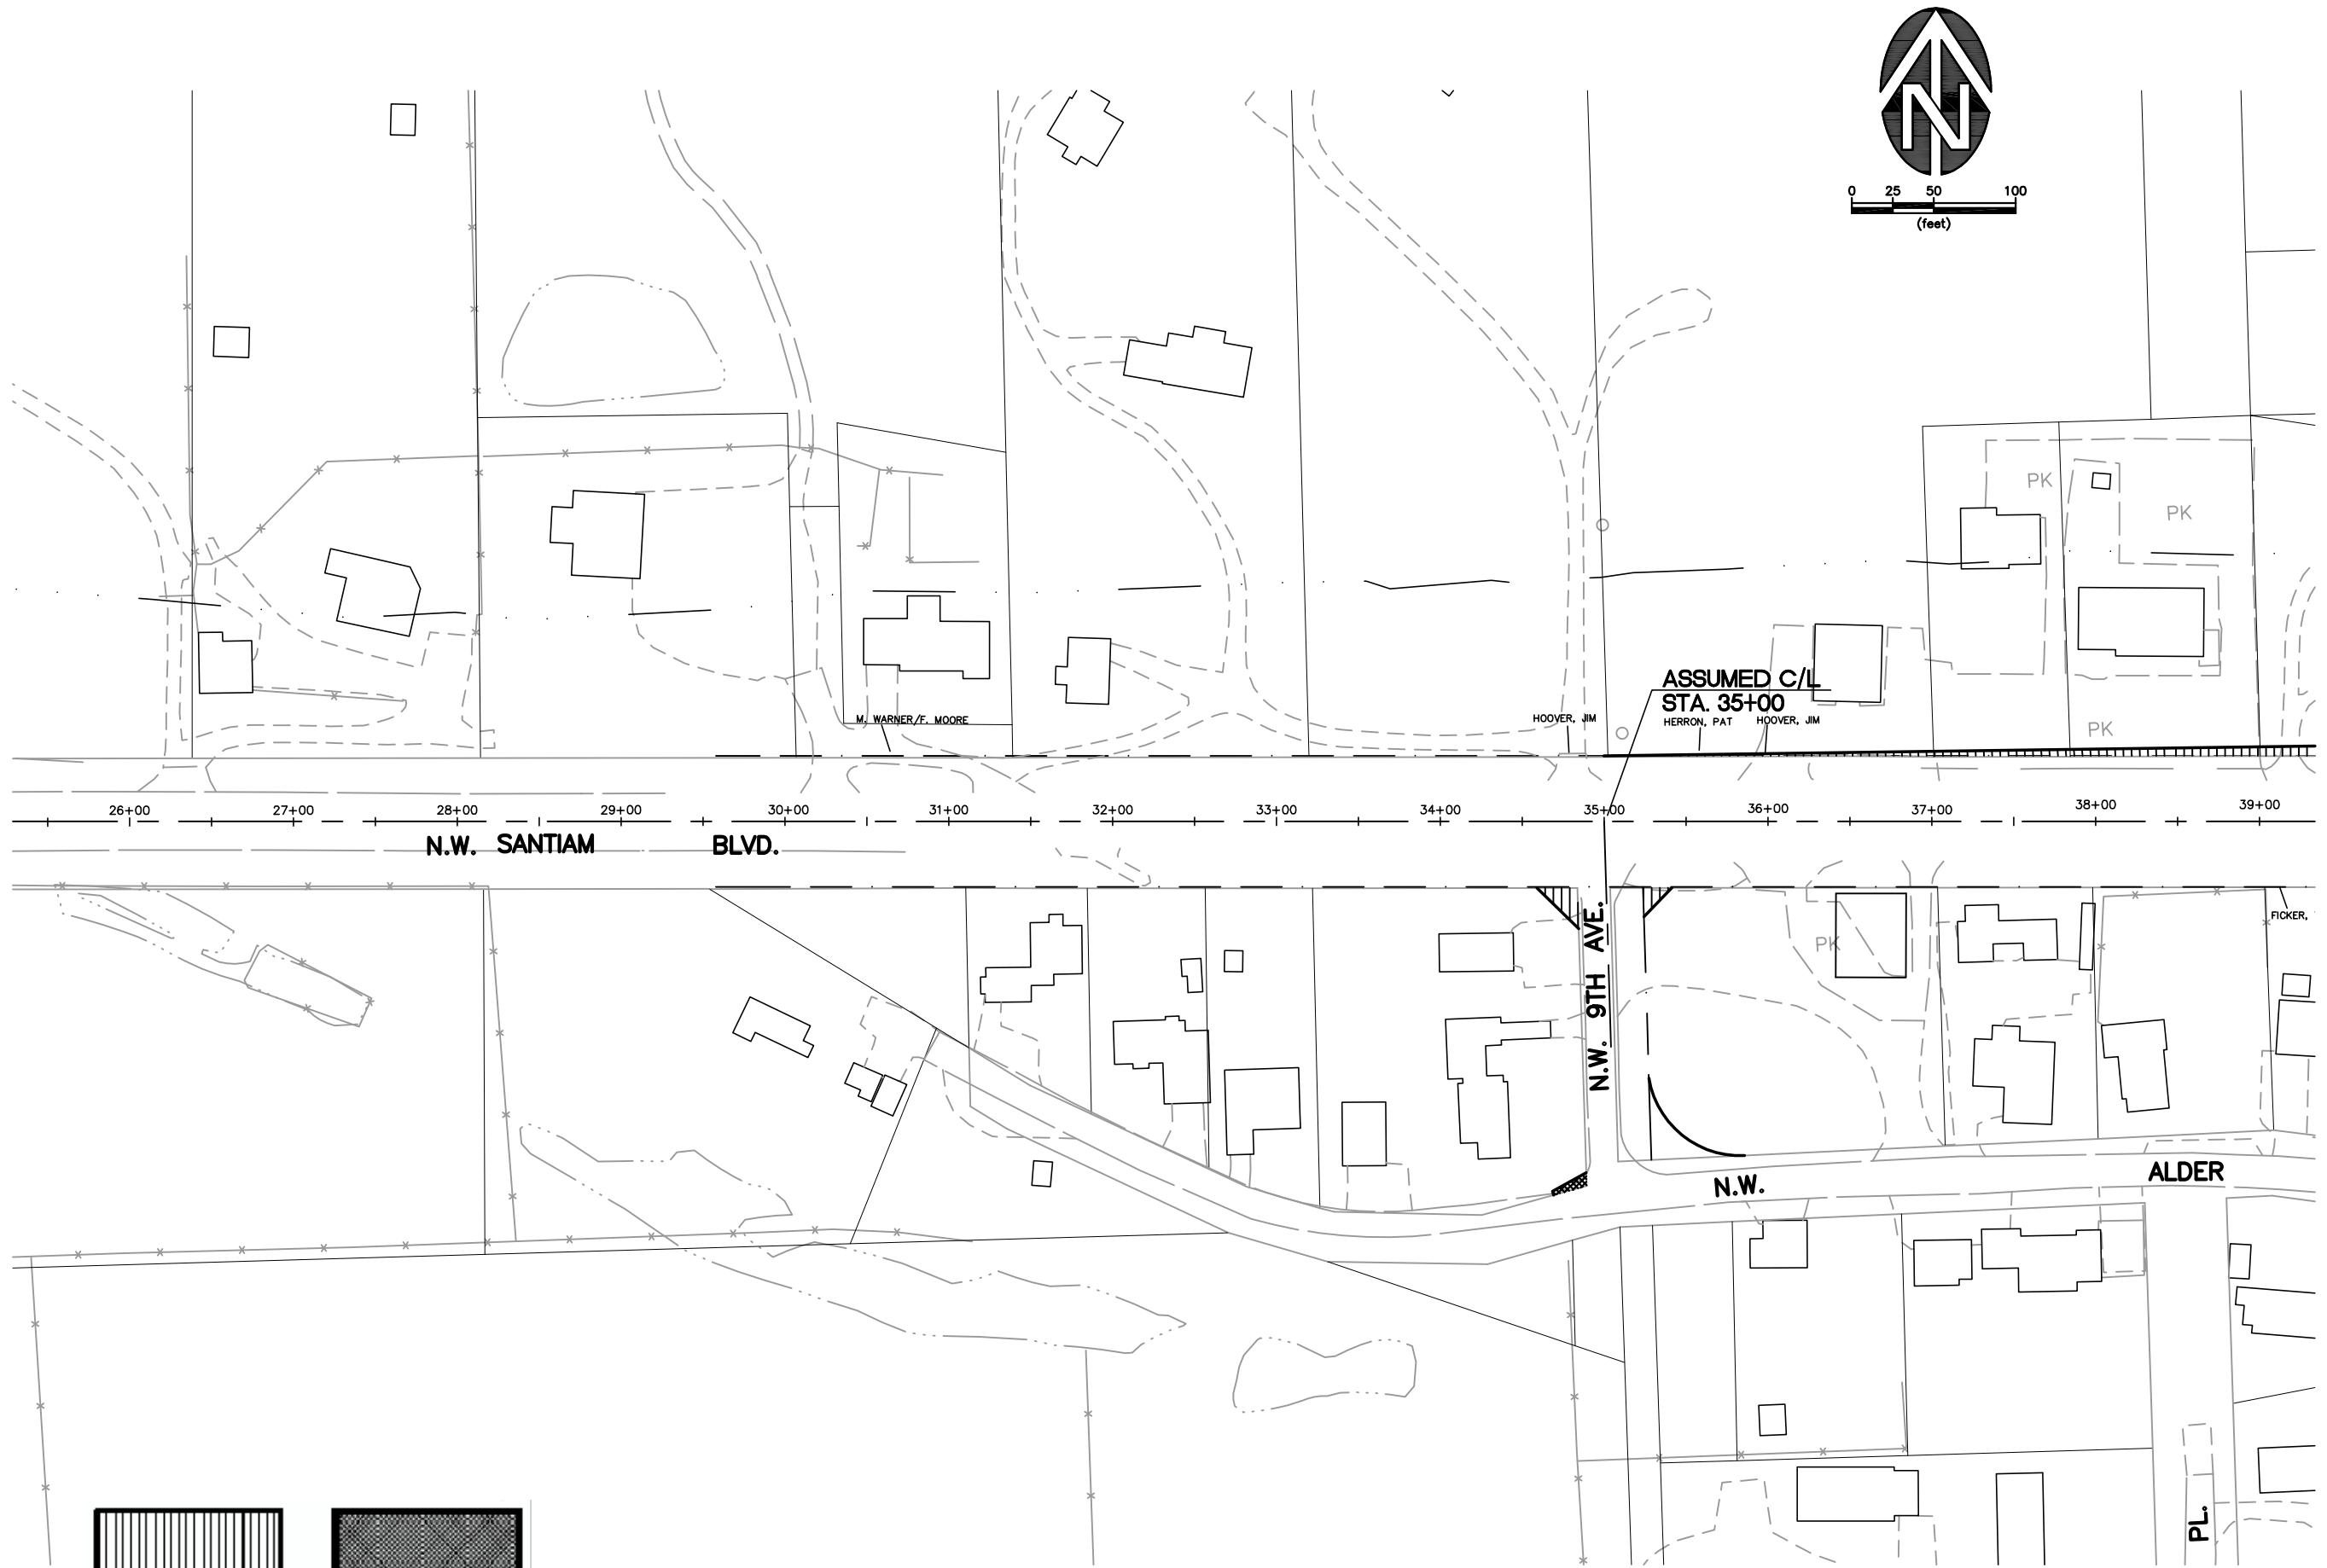 N
0 25 50 100
(feet)
PK
PK
ASSUMED C/L
STA. 35+00
M. WARNER/F. MOORE
HOOVER, JIM
HERRON, PAT
HOOVER, JIM
PK
26+00 27+00 28+00 29+00 30+00 31+00 32+00 33+00 34+00 35+00 36+00 37+00 38+00 39+00
N.W. SANTIAM BLVD.
N.W. 9TH AVE.
FICKER,
PK
N.W. ALDER
PL.